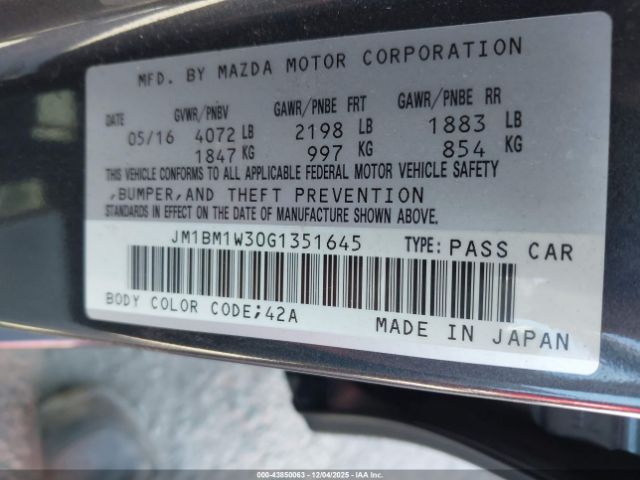 MFD. BY MAZDA MOTOR CORPORATION
DATE GVWR/PNBV GAWR/PNBE FRT GAWR/PNBE RR
05/16 4072 LB 2198 LB 1883 LB
1847 KG 997 KG 854 KG
THIS VEHICLE CONFORMS TO ALL APPLICABLE FEDERAL MOTOR VEHICLE SAFETY
,BUMPER,AND THEFT PREVENTION
STANDARDS IN EFFECT ON THE DATE OF MANUFACTURE SHOWN ABOVE.
JM1BM1W30G1351645 TYPE: PASS CAR
BODY COLOR CODE;42A MADE IN JAPAN
000-43850063 - 12/04/2025 - IAAI.COM